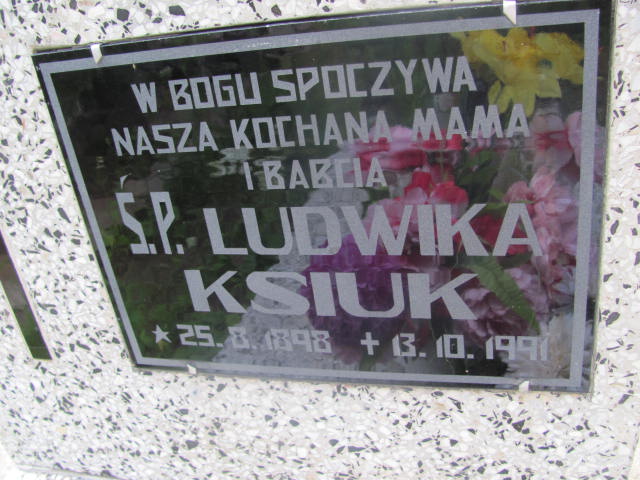 W BOGU SPOCZYWA
NASZA KOCHANA MAMA
I BABCIA
Ś.P. LUDWIKA
KSIUK
★ 25. 8. 1898 + 13. 10. 1991